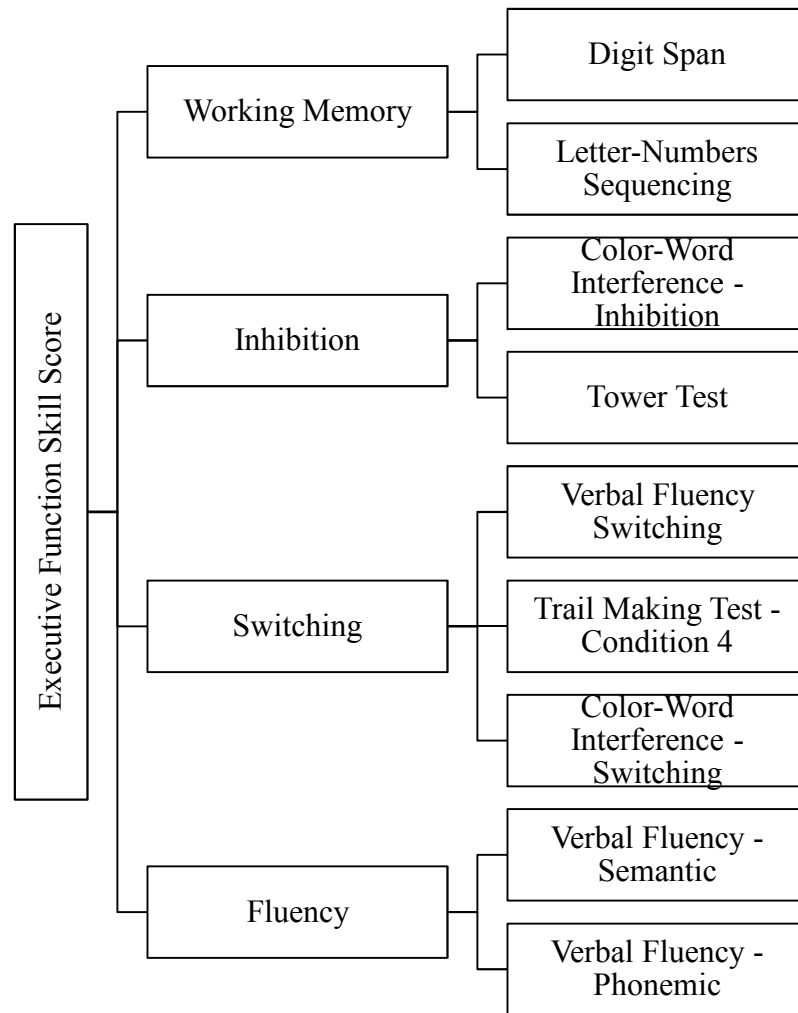 Executive Function Skill Score
Working Memory
Digit Span
Letter-Numbers
Sequencing
Inhibition
Color-Word
Interference -
Inhibition
Tower Test
Switching
Verbal Fluency
Switching
Trail Making Test -
Condition 4
Color-Word
Interference -
Switching
Fluency
Verbal Fluency -
Semantic
Verbal Fluency -
Phonemic